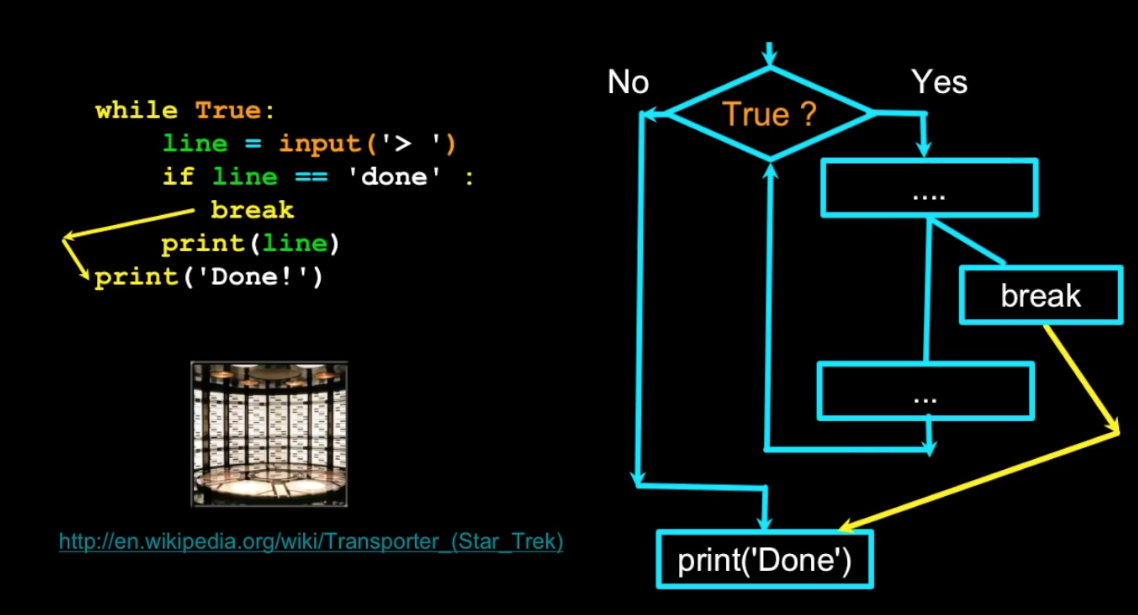 while True:
    line = input('> ')
    if line == 'done' :
        break
    print(line)
print('Done!')
http://en.wikipedia.org/wiki/Transporter_(Star_Trek)
No
Yes
True ?
....
break
...
print('Done')